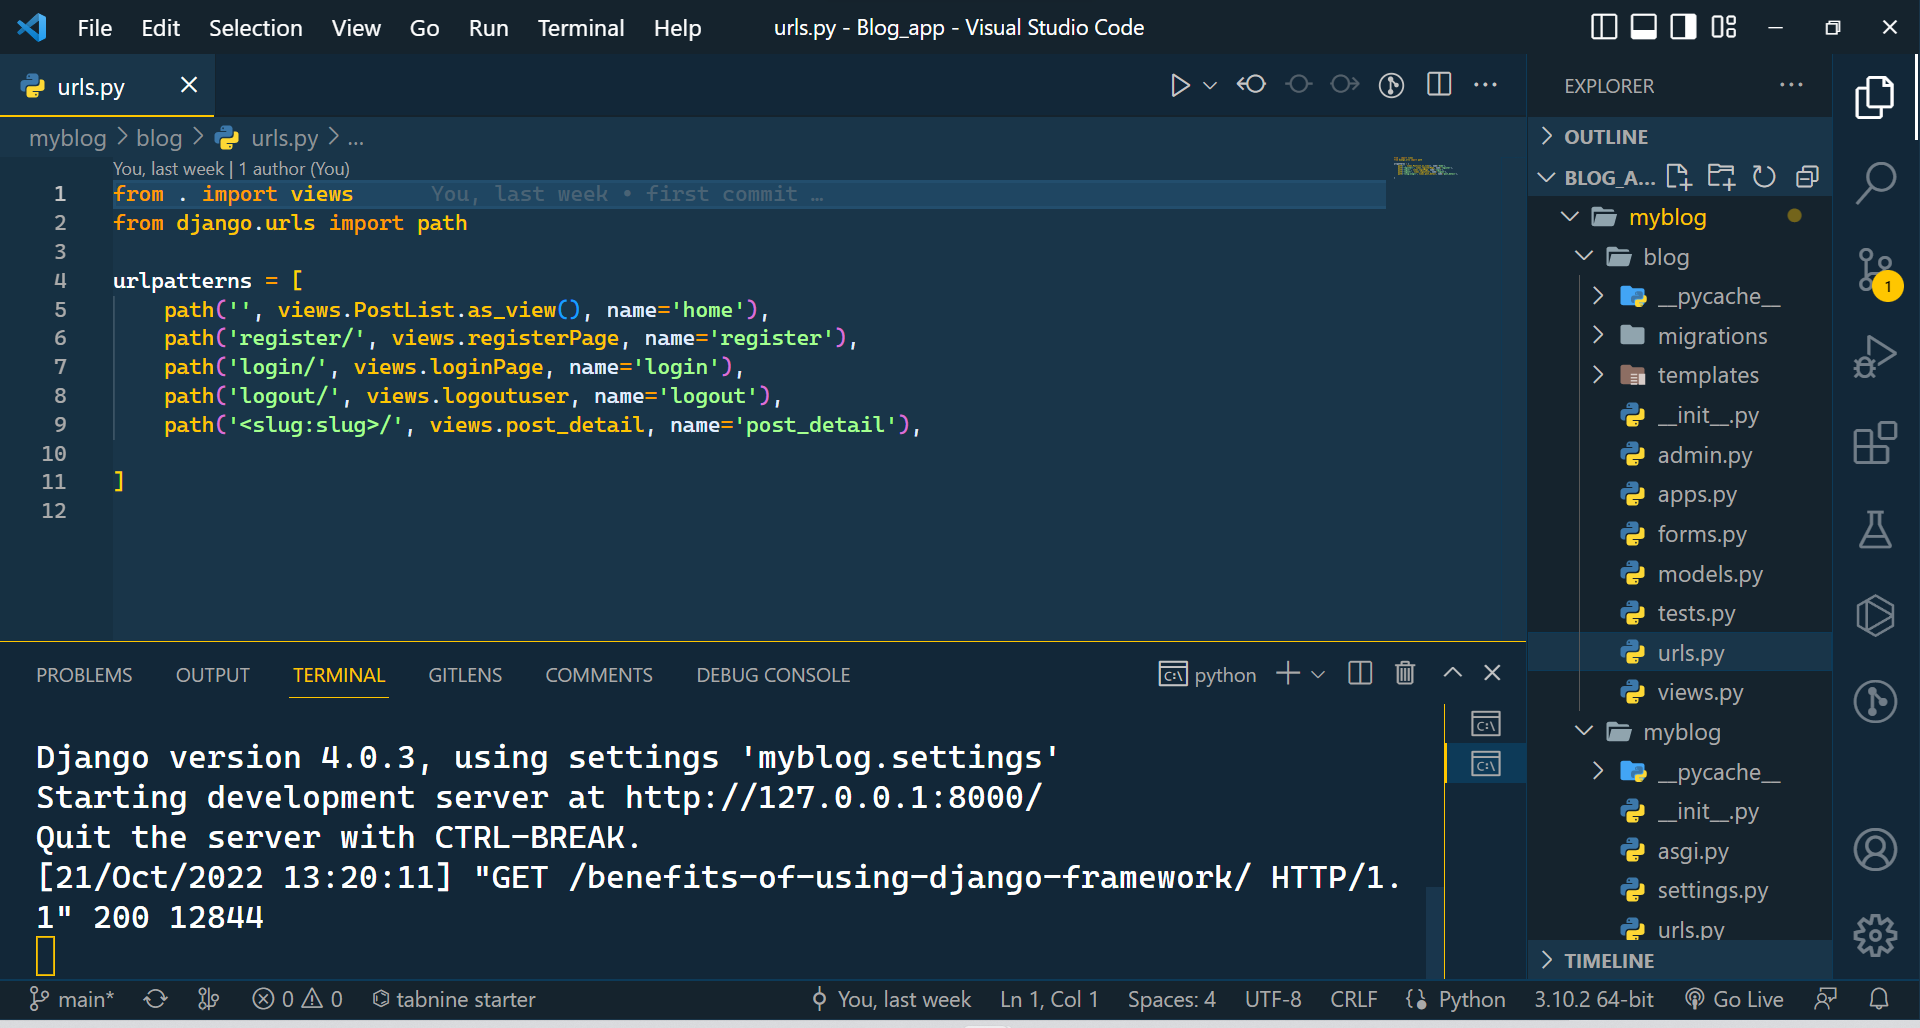 File Edit Selection View Go Run Terminal Help urls.py - Blog_app - Visual Studio Code
urls.py
myblog > blog > urls.py > ...
You, last week | 1 author (You)
1 from . import views You, last week • first commit …
2 from django.urls import path
3
4 urlpatterns = [
5 path('', views.PostList.as_view(), name='home'),
6 path('register/', views.registerPage, name='register'),
7 path('login/', views.loginPage, name='login'),
8 path('logout/', views.logoutuser, name='logout'),
9 path('<slug:slug>/', views.post_detail, name='post_detail'),
10
11 ]
12
PROBLEMS OUTPUT TERMINAL GITLENS COMMENTS DEBUG CONSOLE python
Django version 4.0.3, using settings 'myblog.settings'
Starting development server at http://127.0.0.1:8000/
Quit the server with CTRL-BREAK.
[21/Oct/2022 13:20:11] "GET /benefits-of-using-django-framework/ HTTP/1.
1" 200 12844
EXPLORER
OUTLINE
BLOG_A...
myblog
blog
__pycache__
migrations
templates
__init__.py
admin.py
apps.py
forms.py
models.py
tests.py
urls.py
views.py
myblog
__pycache__
__init__.py
asgi.py
settings.py
urls.py
TIMELINE
1
main* 0 0 tabnine starter You, last week Ln 1, Col 1 Spaces: 4 UTF-8 CRLF Python 3.10.2 64-bit Go Live